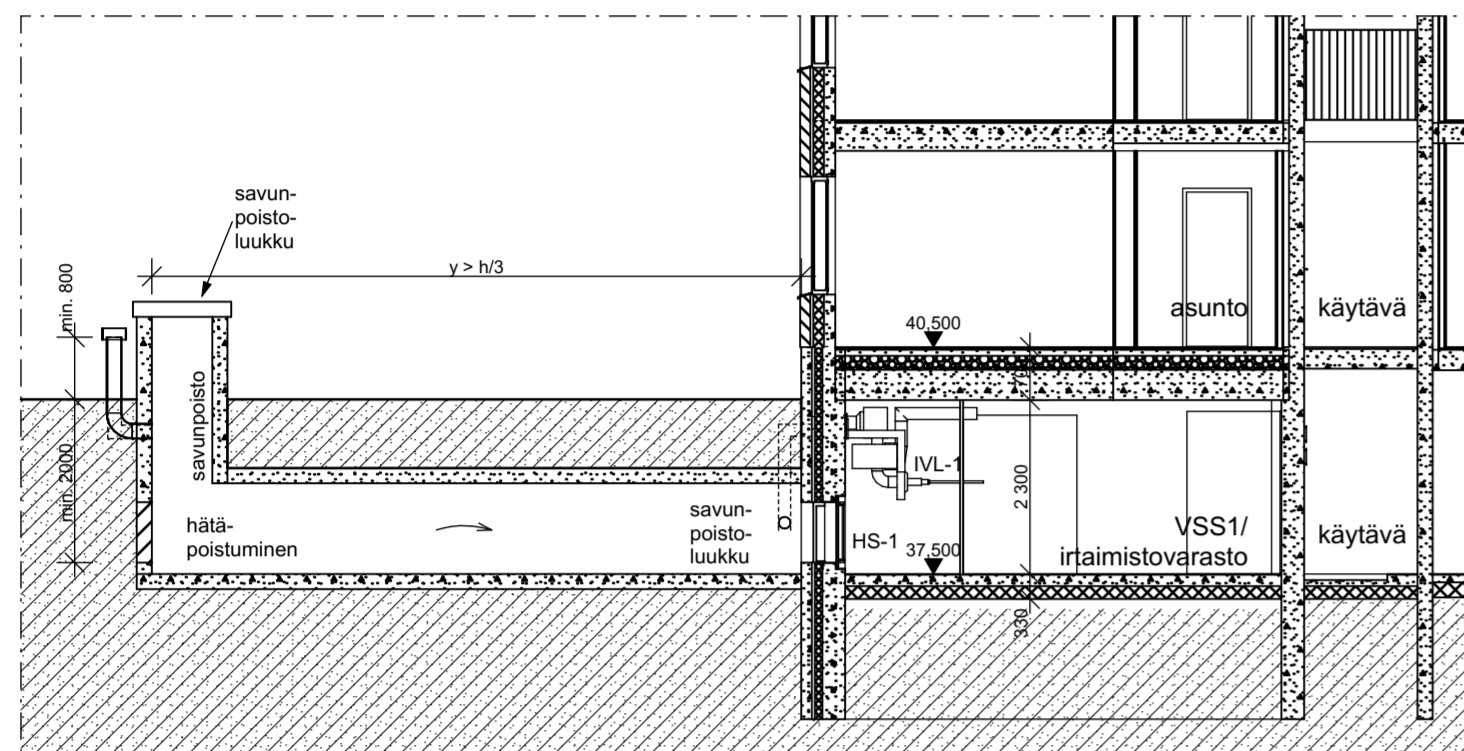 savun-
poisto-
luukku
y > h/3
min. 800
asunto
käytävä
40,500
savunpoisto
min. 2000
IVL-1
2 300
hätä-
poistuminen
savun-
poisto-
luukku
HS-1
37,500
VSS1/
irtaimistovarasto
käytävä
330